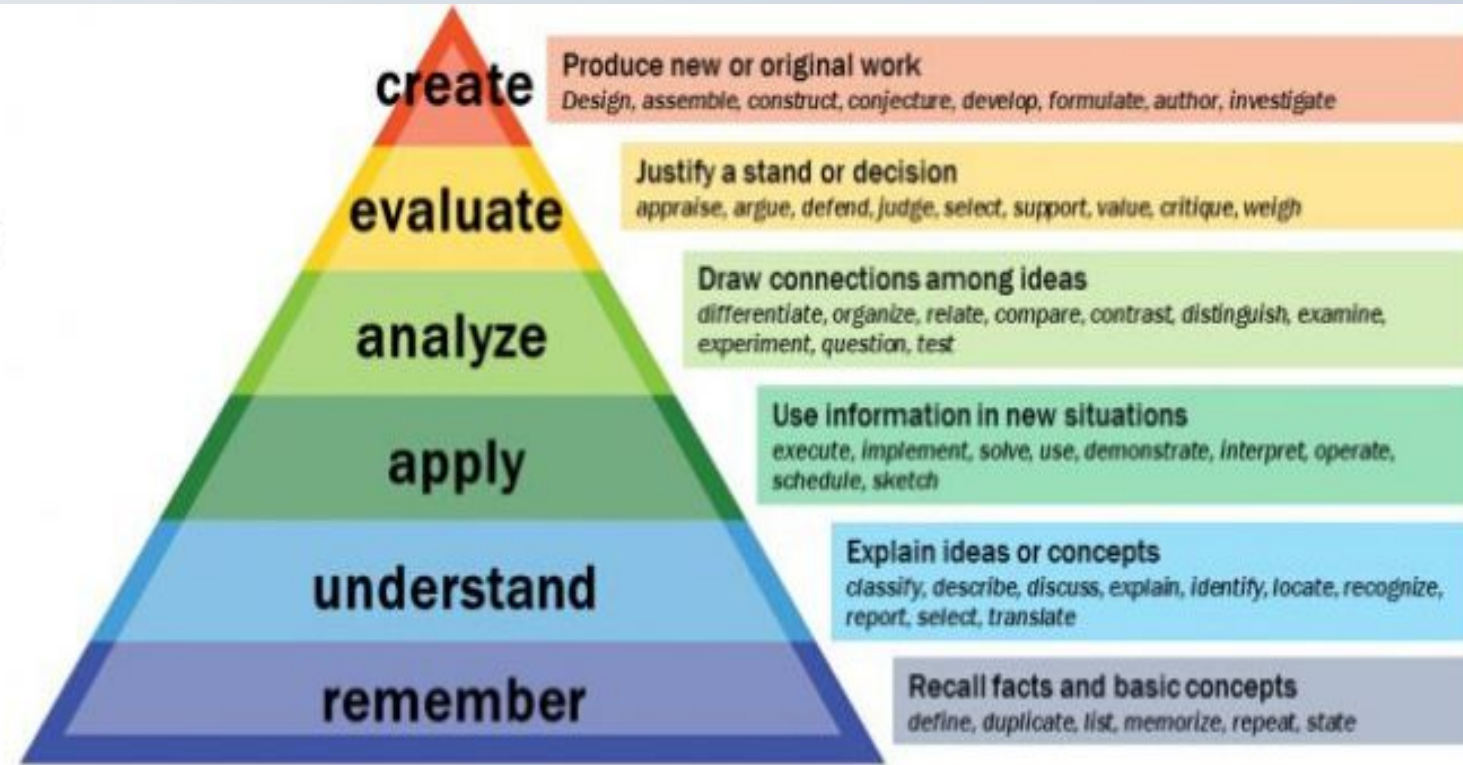 create
Produce new or original work
Design, assemble, construct, conjecture, develop, formulate, author, investigate
evaluate
Justify a stand or decision
appraise, argue, defend, judge, select, support, value, critique, weigh
analyze
Draw connections among ideas
differentiate, organize, relate, compare, contrast, distinguish, examine,
experiment, question, test
apply
Use information in new situations
execute, implement, solve, use, demonstrate, interpret, operate,
schedule, sketch
understand
Explain ideas or concepts
classify, describe, discuss, explain, identify, locate, recognize,
report, select, translate
remember
Recall facts and basic concepts
define, duplicate, list, memorize, repeat, state